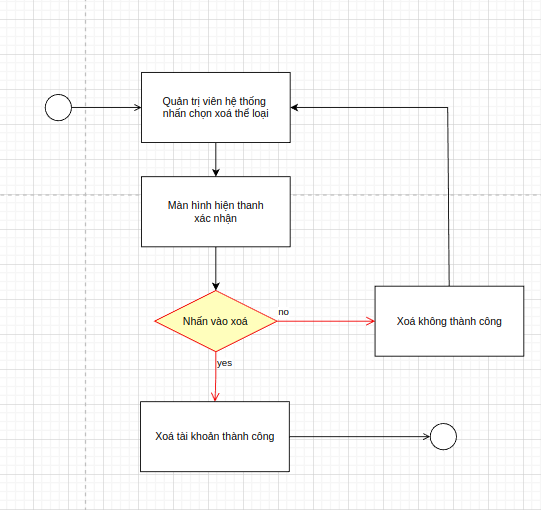 Quản trị viên hệ thống
nhấn chọn xoá thể loại
Màn hình hiện thanh
xác nhận
Nhấn vào xoá
no
Xoá không thành công
yes
Xoá tài khoản thành công